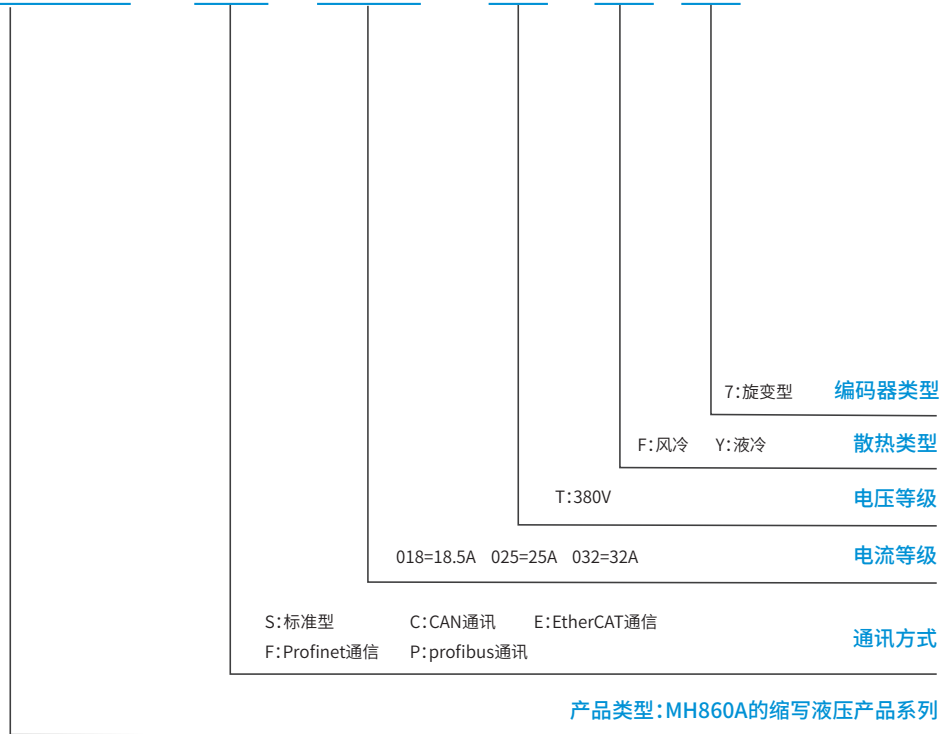 7：旋变型 编码器类型
F：风冷 Y：液冷 散热类型
T：380V 电压等级
018=18.5A 025=25A 032=32A 电流等级
S：标准型 C：CAN通讯 E：EtherCAT通信
通讯方式
F：Profinet通信 P：profibus通讯
产品类型：MH860A的缩写液压产品系列